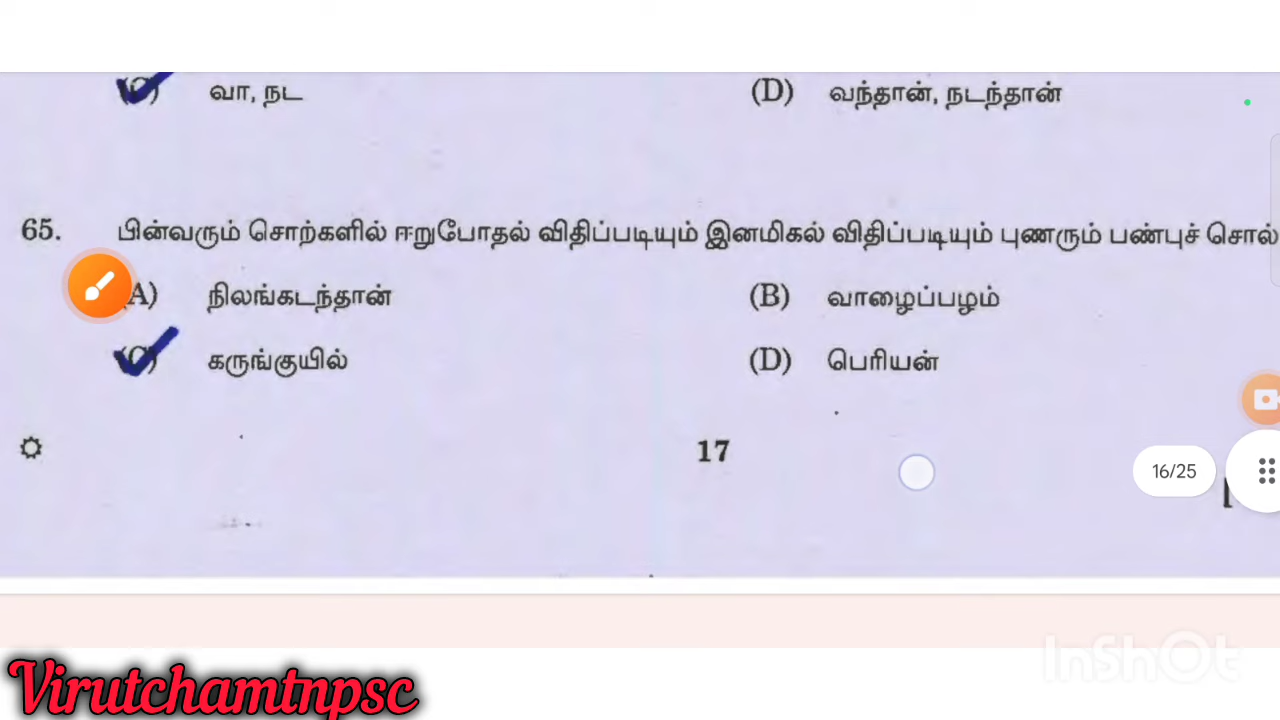 (C) வா, நட (D) வந்தான், நடந்தான்
65. பின்வரும் சொற்களில் ஈறுபோதல் விதிப்படியும் இனமிகல் விதிப்படியும் புணரும் பண்புச் சொல்
(A) நிலங்கடந்தான் (B) வாழைப்பழம்
(C) கருங்குயில் (D) பெரியன்
17
16/25
[
InShOt
Virutchamtnpsc